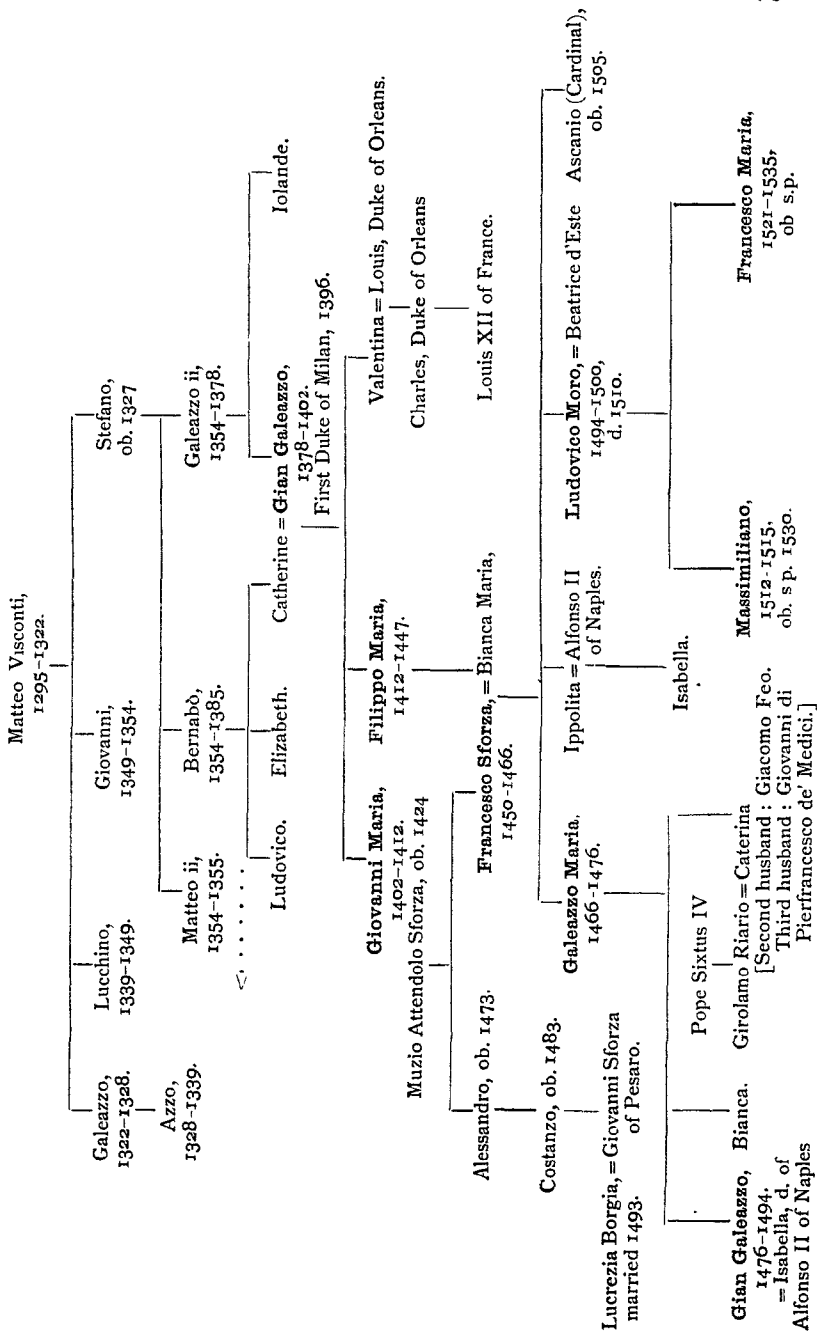 Matteo Visconti,
1295–1322.
Galeazzo,
1322–1328.
Lucchino,
1339–1349.
Giovanni,
1349–1354.
Stefano,
ob. 1327
Azzo,
1328–1339.
Matteo ii,
1354–1355.
Bernabò,
1354–1385.
Galeazzo ii,
1354–1378.
Ludovico.
Elizabeth.
Catherine = Gian Galeazzo,
1378–1402.
First Duke of Milan, 1396.
Iolande.
Giovanni Maria,
1402–1412.
Filippo Maria,
1412–1447.
Valentina = Louis, Duke of Orleans.
Charles, Duke of Orleans
Louis XII of France.
Muzio Attendolo Sforza, ob. 1424
Alessandro, ob. 1473.
Francesco Sforza, = Bianca Maria,
1450–1466.
Costanzo, ob. 1483.
Galeazzo Maria,
1466–1476.
Ippolita = Alfonso II
of Naples.
Ludovico Moro, = Beatrice d'Este
1494–1500,
d. 1510.
Ascanio (Cardinal),
ob. 1505.
Lucrezia Borgia, = Giovanni Sforza
married 1493. of Pesaro.
Isabella.
Pope Sixtus IV
Gian Galeazzo,
1476–1494.
= Isabella, d. of
Alfonso II of Naples
Bianca.
Girolamo Riario = Caterina
[Second husband : Giacomo Feo.
Third husband : Giovanni di
Pierfrancesco de' Medici.]
Massimiliano,
1512–1515,
ob. s p. 1530.
Francesco Maria,
1521–1535,
ob s.p.